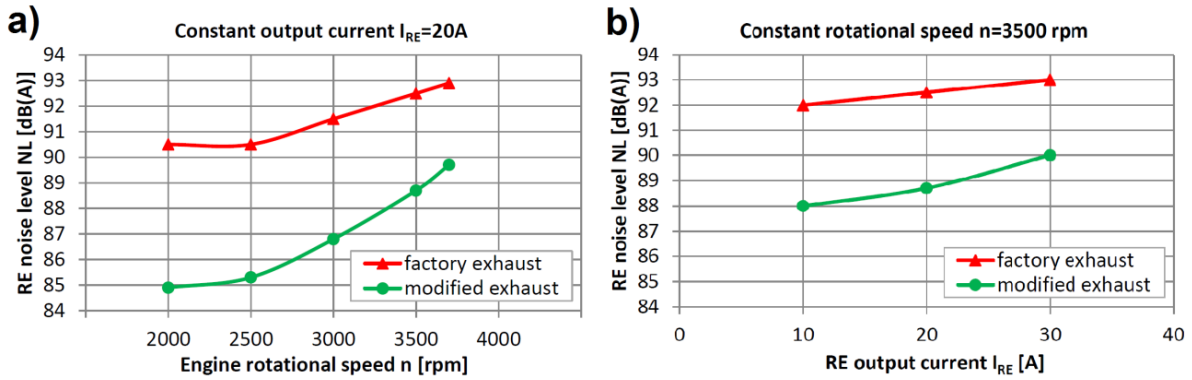 a)
Constant output current I_RE=20A
RE noise level NL [dB(A)]
94
93
92
91
90
89
88
87
86
85
84
2000 2500 3000 3500 4000
Engine rotational speed n [rpm]
factory exhaust
modified exhaust
b)
Constant rotational speed n=3500 rpm
RE noise level NL [dB(A)]
94
93
92
91
90
89
88
87
86
85
84
0 10 20 30 40
RE output current I_RE [A]
factory exhaust
modified exhaust